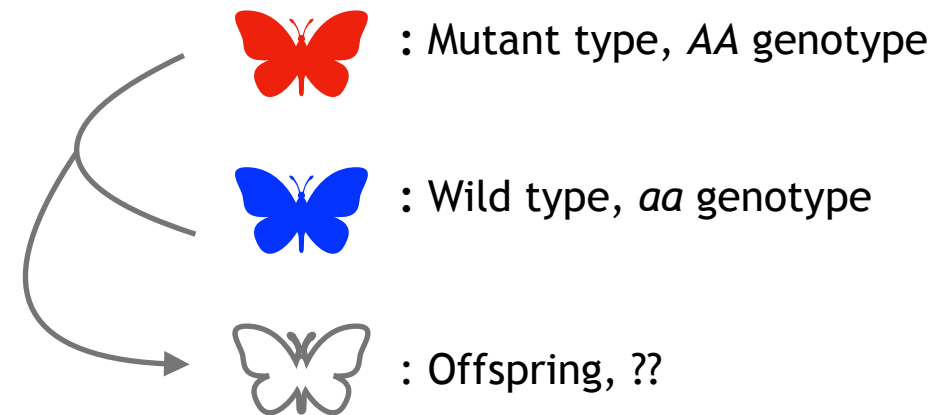 : Mutant type, AA genotype
: Wild type, aa genotype
: Offspring, ??